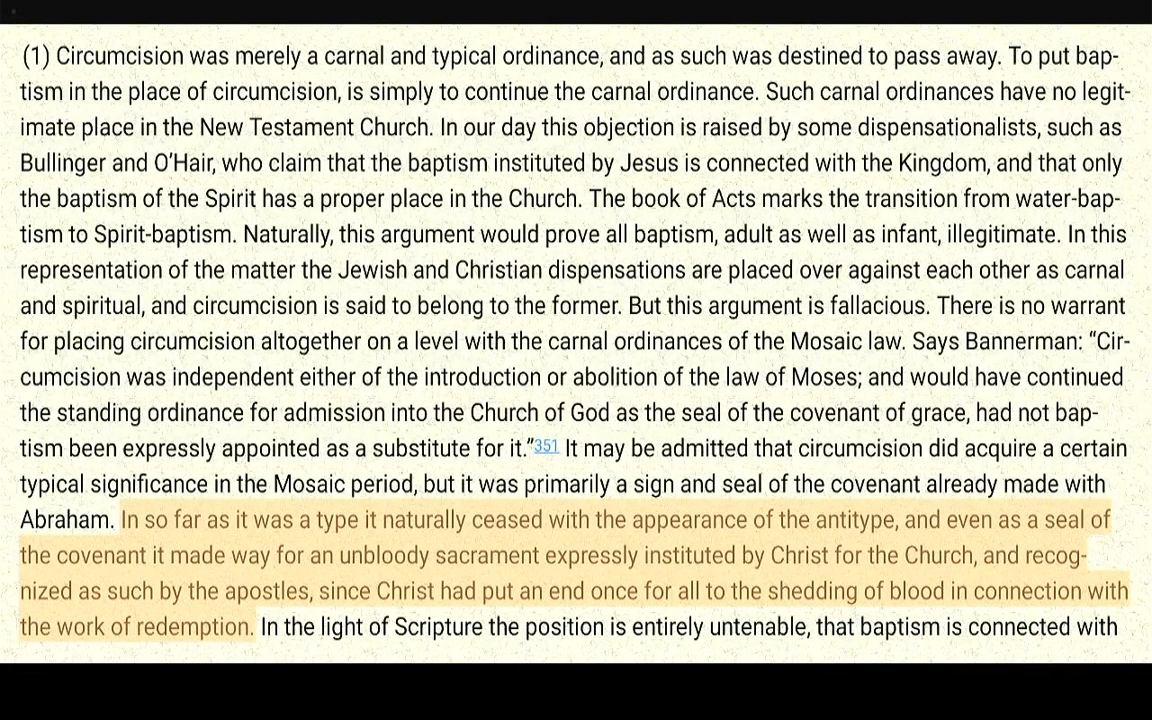 (1) Circumcision was merely a carnal and typical ordinance, and as such was destined to pass away. To put bap-
tism in the place of circumcision, is simply to continue the carnal ordinance. Such carnal ordinances have no legit-
imate place in the New Testament Church. In our day this objection is raised by some dispensationalists, such as
Bullinger and O’Hair, who claim that the baptism instituted by Jesus is connected with the Kingdom, and that only
the baptism of the Spirit has a proper place in the Church. The book of Acts marks the transition from water-bap-
tism to Spirit-baptism. Naturally, this argument would prove all baptism, adult as well as infant, illegitimate. In this
representation of the matter the Jewish and Christian dispensations are placed over against each other as carnal
and spiritual, and circumcision is said to belong to the former. But this argument is fallacious. There is no warrant
for placing circumcision altogether on a level with the carnal ordinances of the Mosaic law. Says Bannerman: “Cir-
cumcision was independent either of the introduction or abolition of the law of Moses; and would have continued
the standing ordinance for admission into the Church of God as the seal of the covenant of grace, had not bap-
tism been expressly appointed as a substitute for it.”351 It may be admitted that circumcision did acquire a certain
typical significance in the Mosaic period, but it was primarily a sign and seal of the covenant already made with
Abraham. In so far as it was a type it naturally ceased with the appearance of the antitype, and even as a seal of
the covenant it made way for an unbloody sacrament expressly instituted by Christ for the Church, and recog-
nized as such by the apostles, since Christ had put an end once for all to the shedding of blood in connection with
the work of redemption. In the light of Scripture the position is entirely untenable, that baptism is connected with